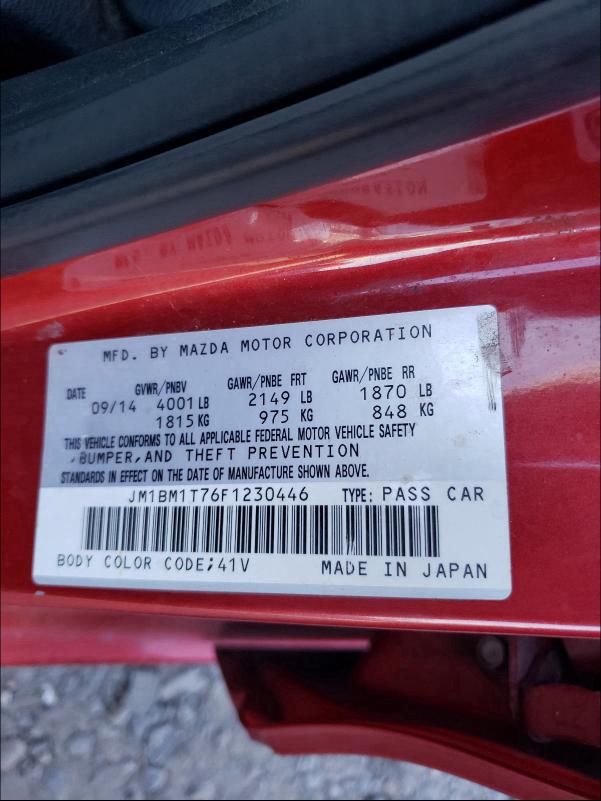 MFD. BY MAZDA MOTOR CORPORATION
DATE GVWR/PNBV GAWR/PNBE FRT GAWR/PNBE RR
09/14 4001 LB 2149 LB 1870 LB
1815 KG 975 KG 848 KG
THIS VEHICLE CONFORMS TO ALL APPLICABLE FEDERAL MOTOR VEHICLE SAFETY
, BUMPER, AND THEFT PREVENTION
STANDARDS IN EFFECT ON THE DATE OF MANUFACTURE SHOWN ABOVE.
JM1BM1T76F1230446 TYPE: PASS CAR
BODY COLOR CODE;41V MADE IN JAPAN